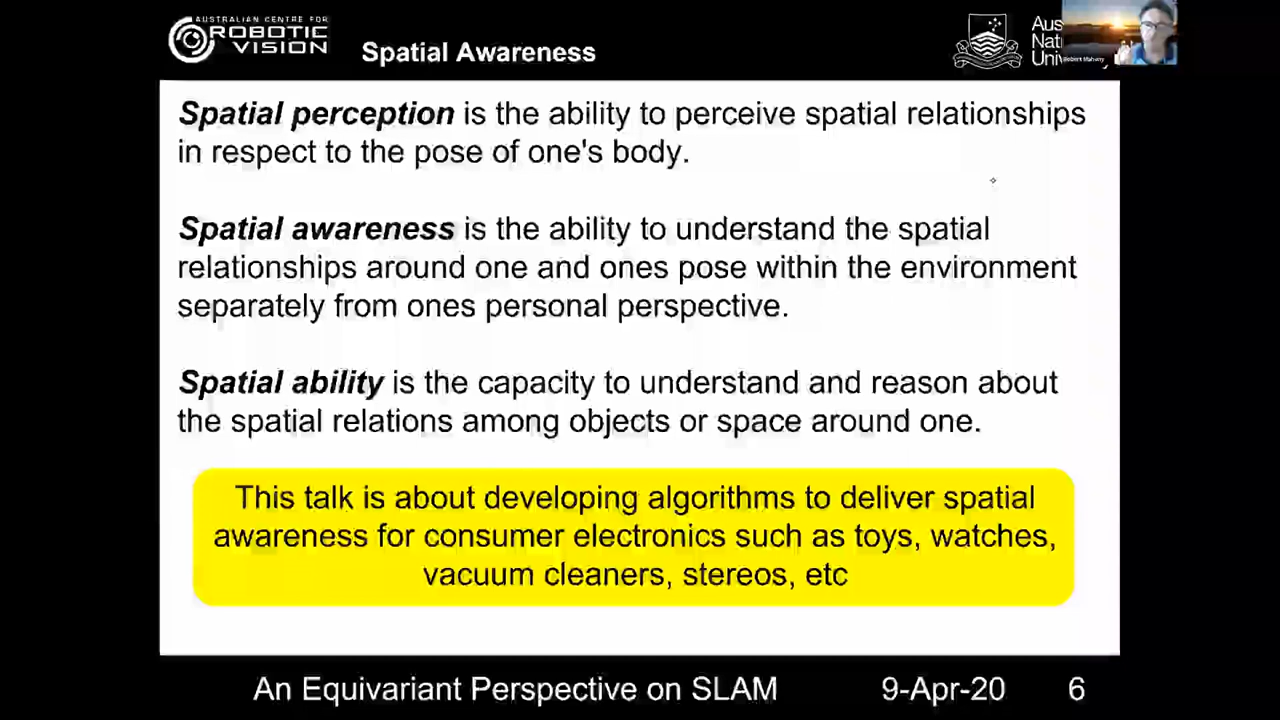 AUSTRALIAN CENTRE FOR
ROBOTIC
VISION
Spatial Awareness
Aus
Nati
Univ
Robert Mahony
Spatial perception is the ability to perceive spatial relationships
in respect to the pose of one's body.
Spatial awareness is the ability to understand the spatial
relationships around one and ones pose within the environment
separately from ones personal perspective.
Spatial ability is the capacity to understand and reason about
the spatial relations among objects or space around one.
This talk is about developing algorithms to deliver spatial
awareness for consumer electronics such as toys, watches,
vacuum cleaners, stereos, etc
An Equivariant Perspective on SLAM 9-Apr-20 6